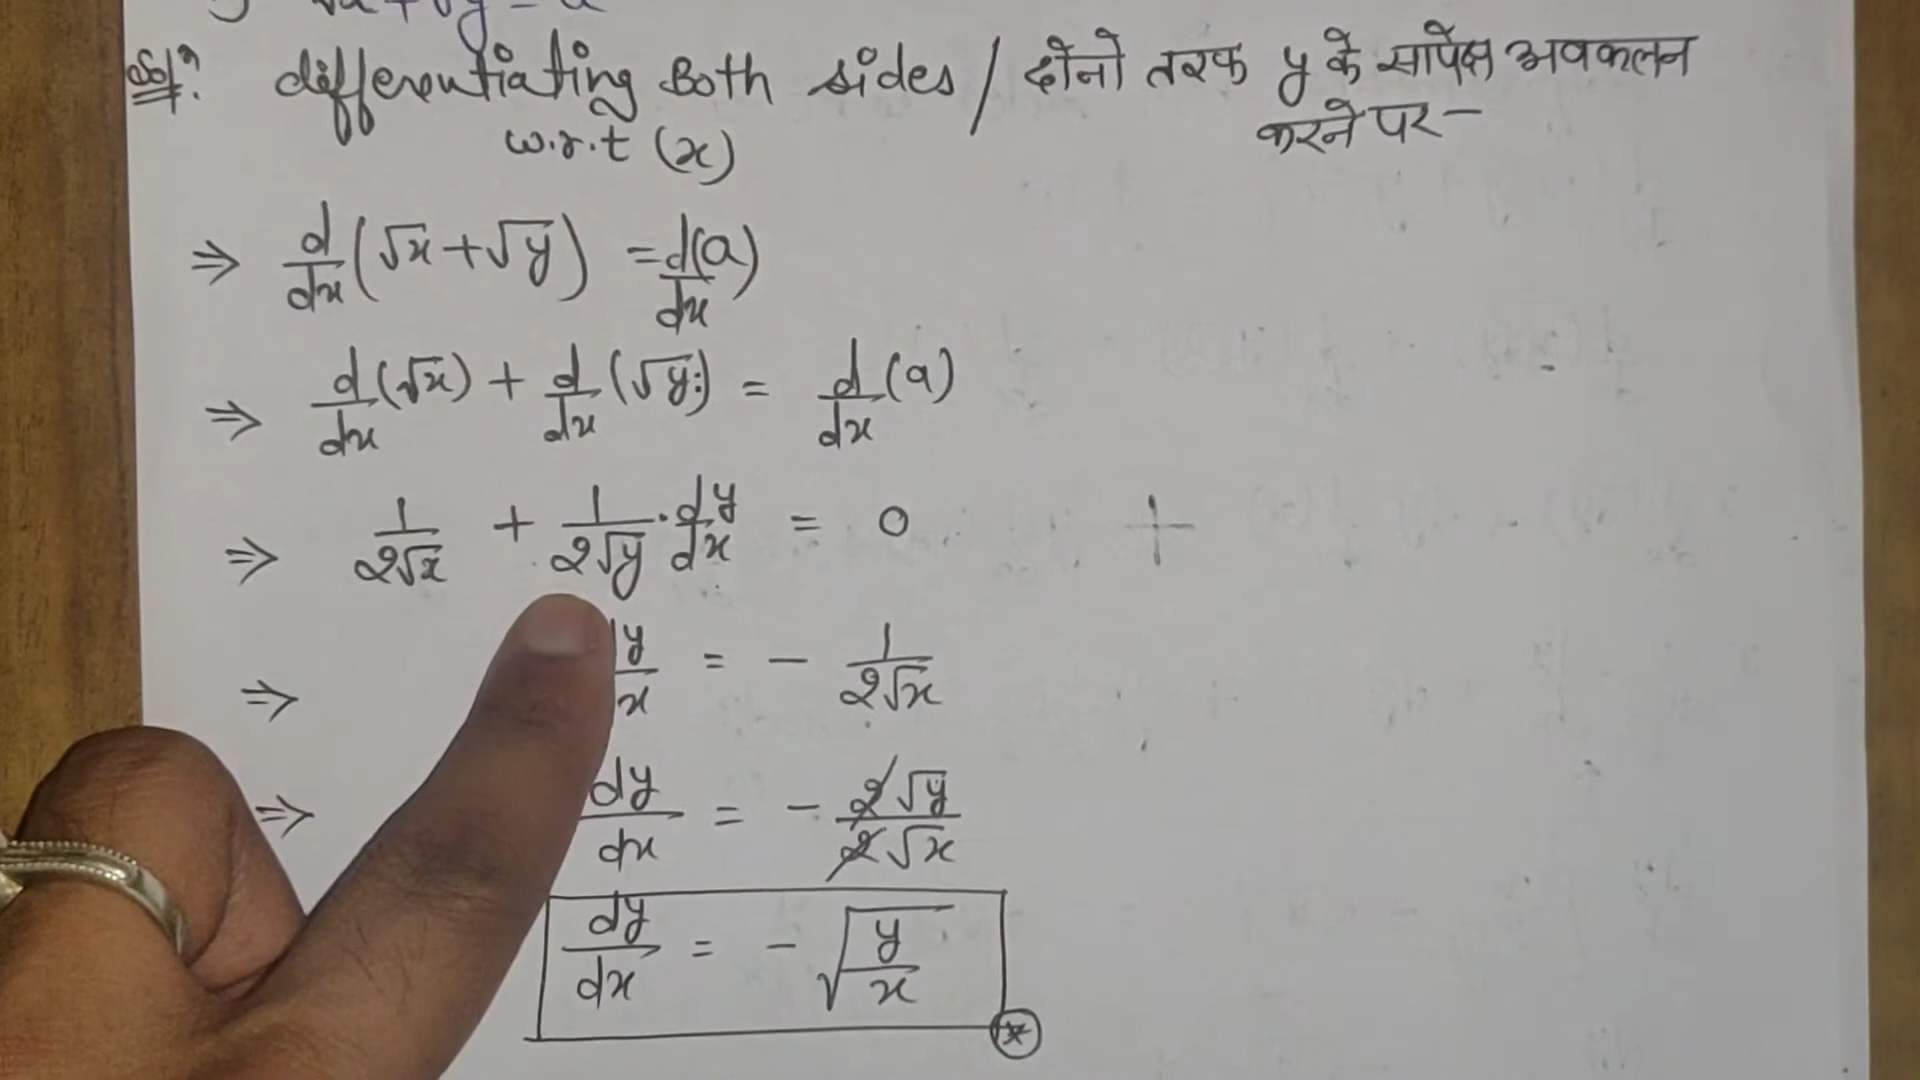 √x + √y = a
Solⁿ: differentiating Both sides / दोनो तरफ y के सापेक्ष अवकलन
w.r.t (x) करने पर –
⇒ d/dx (√x + √y) = d(a)/dx
⇒ d/dx (√x) + d/dx (√y) = d/dx (a)
⇒ 1/2√x + 1/2√y · dy/dx = 0
⇒ y/x = - 1/2√x
⇒ dy/dx = - 2√y/2√x
dy/dx = - √(y/x)